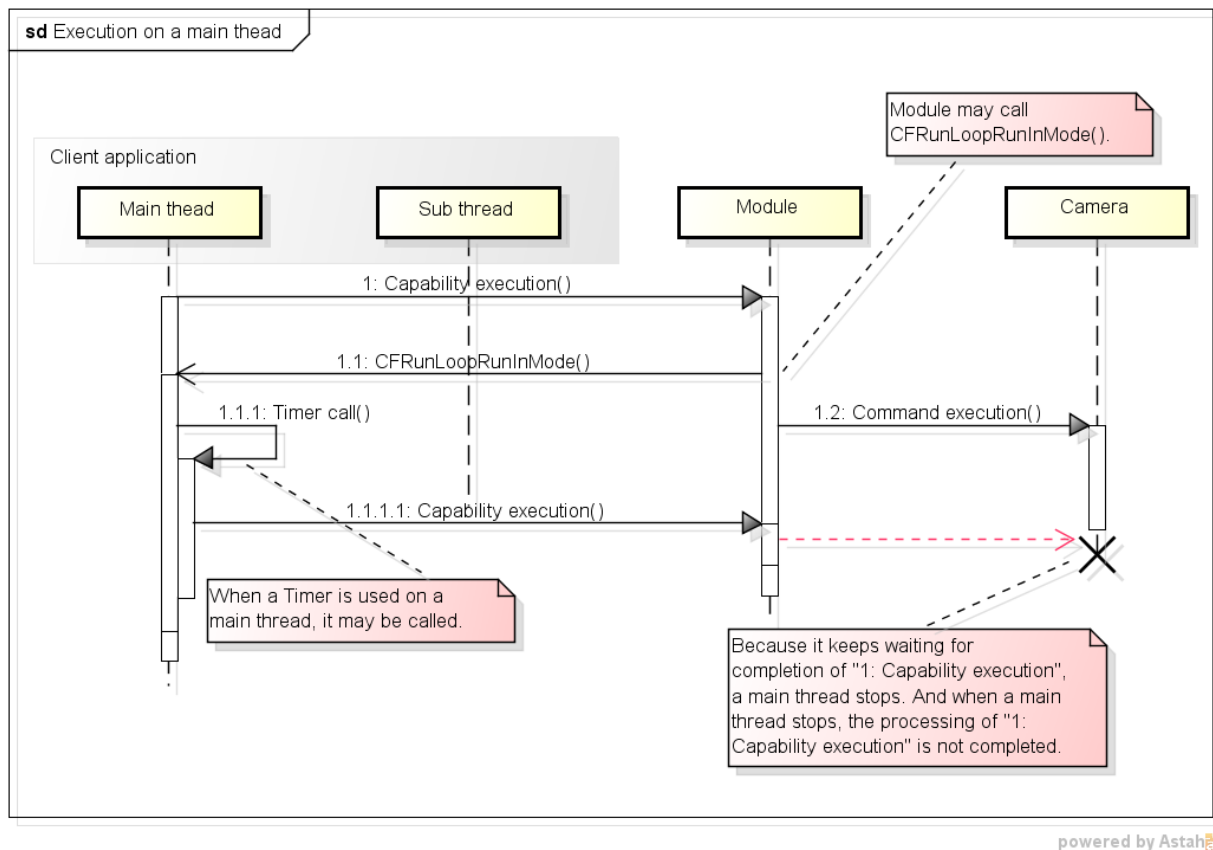 sd Execution on a main thead
Module may call
CFRunLoopRunInMode().
Client application
Main thead
Sub thread
Module
Camera
1: Capability execution()
1.1: CFRunLoopRunInMode()
1.1.1: Timer call()
1.2: Command execution()
1.1.1.1: Capability execution()
When a Timer is used on a
main thread, it may be called.
Because it keeps waiting for
completion of "1: Capability execution",
a main thread stops. And when a main
thread stops, the processing of "1:
Capability execution" is not completed.
powered by Astah